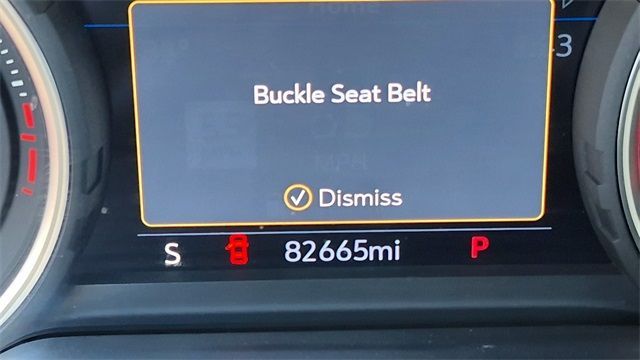 Buckle Seat Belt
Dismiss
S 82665mi P